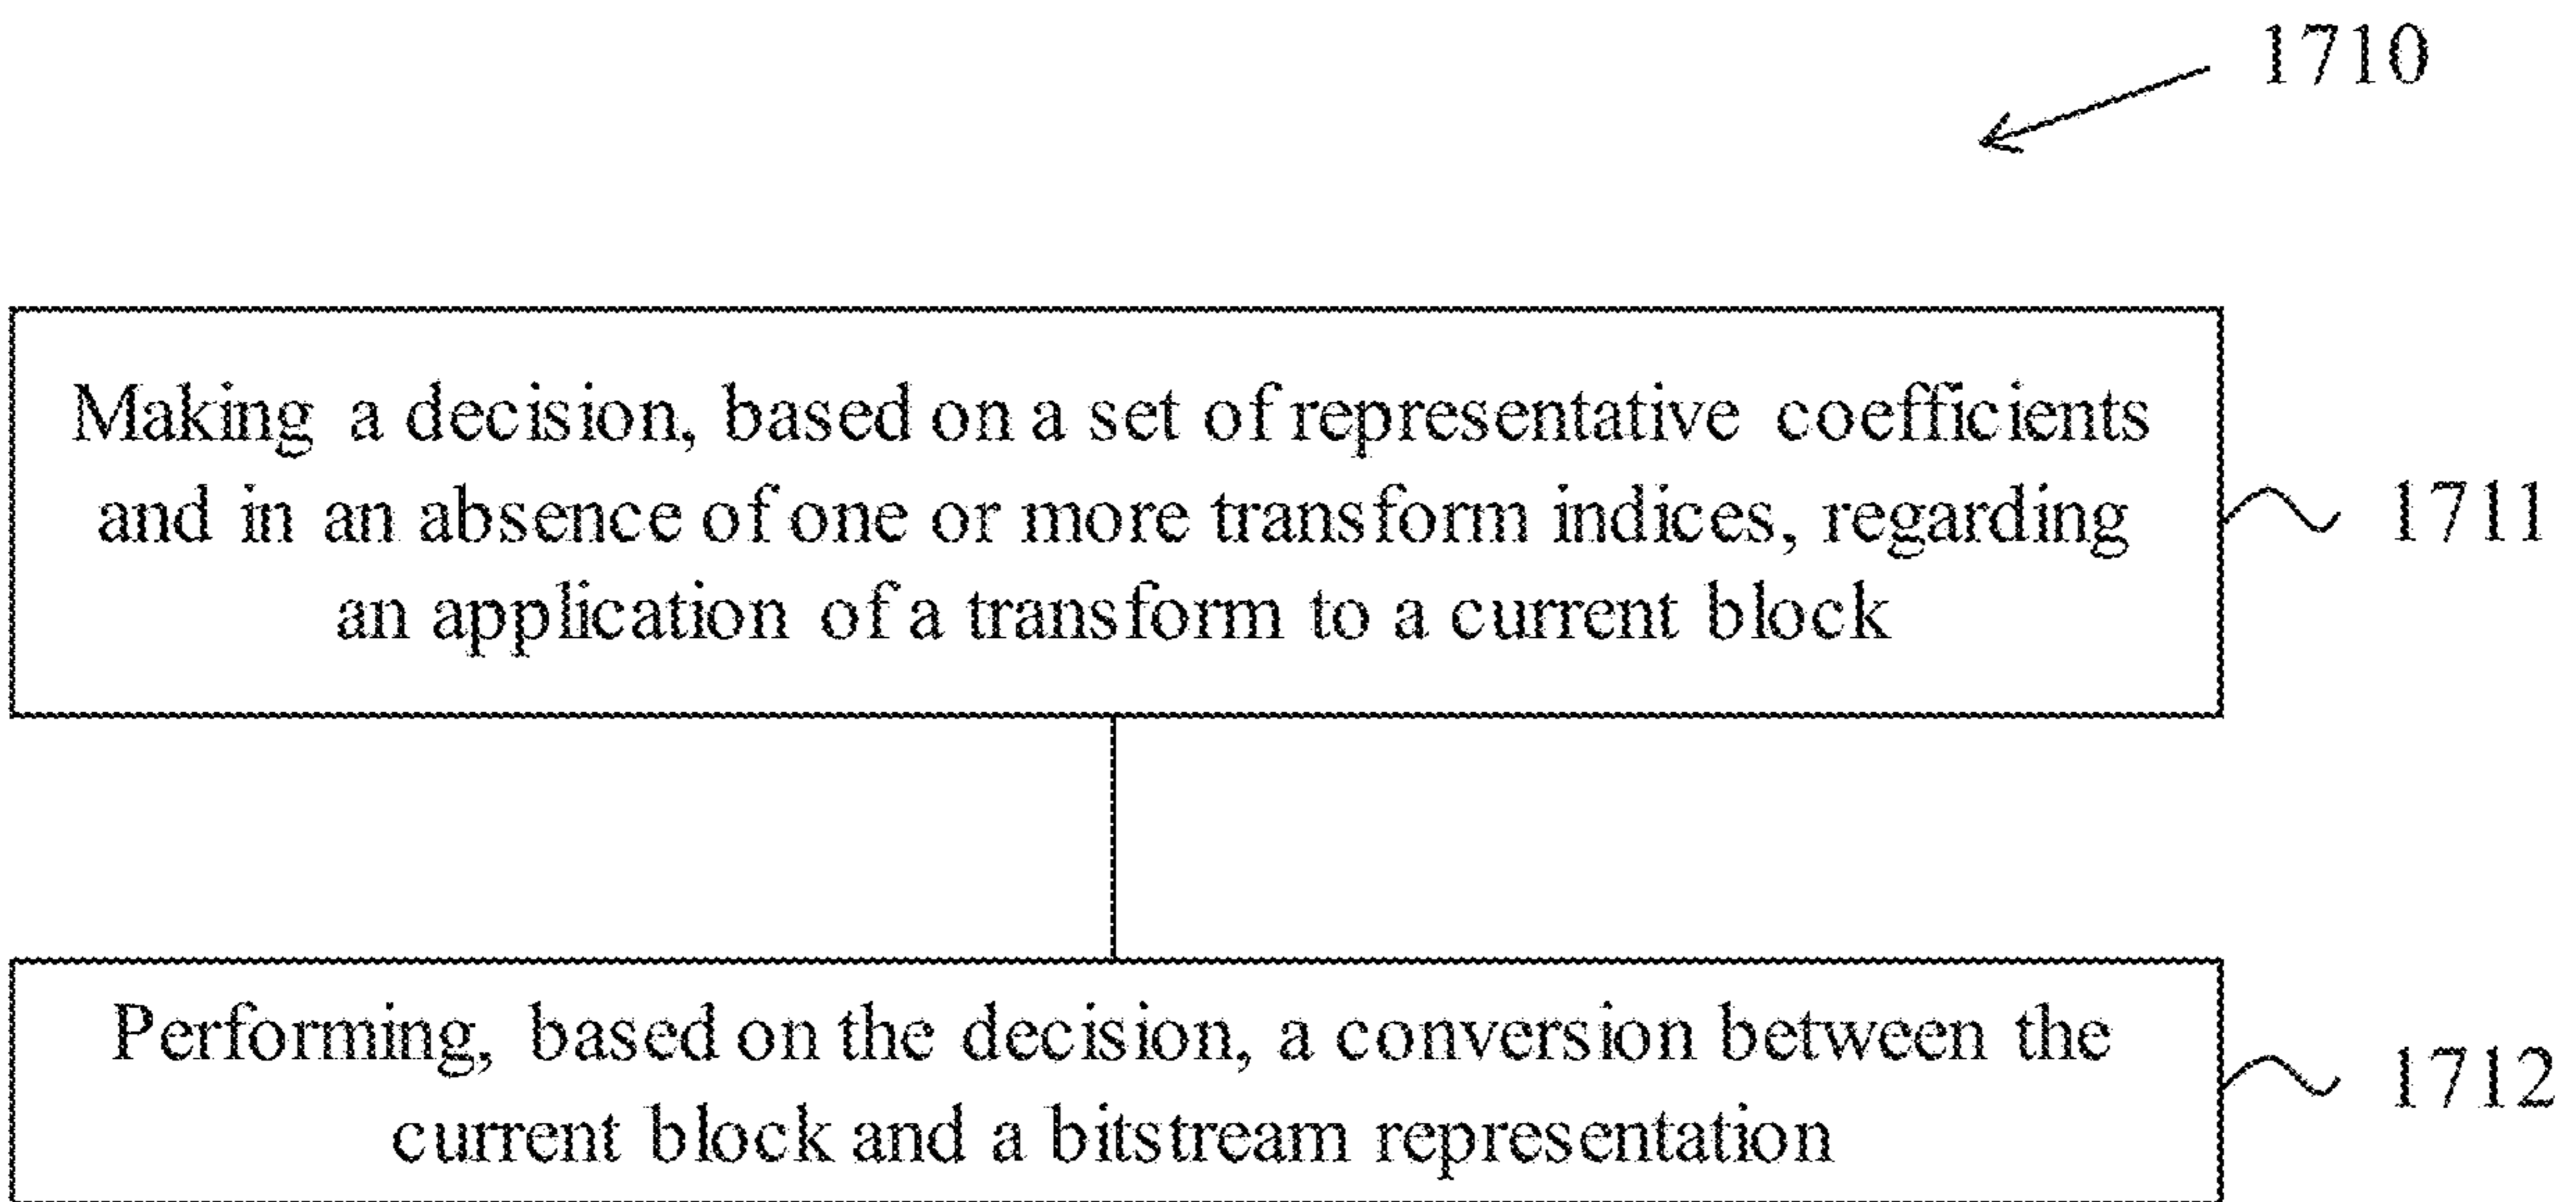 1710
Making a decision, based on a set of representative coefficients
and in an absence of one or more transform indices, regarding
an application of a transform to a current block
1711
Performing, based on the decision, a conversion between the
current block and a bitstream representation
1712